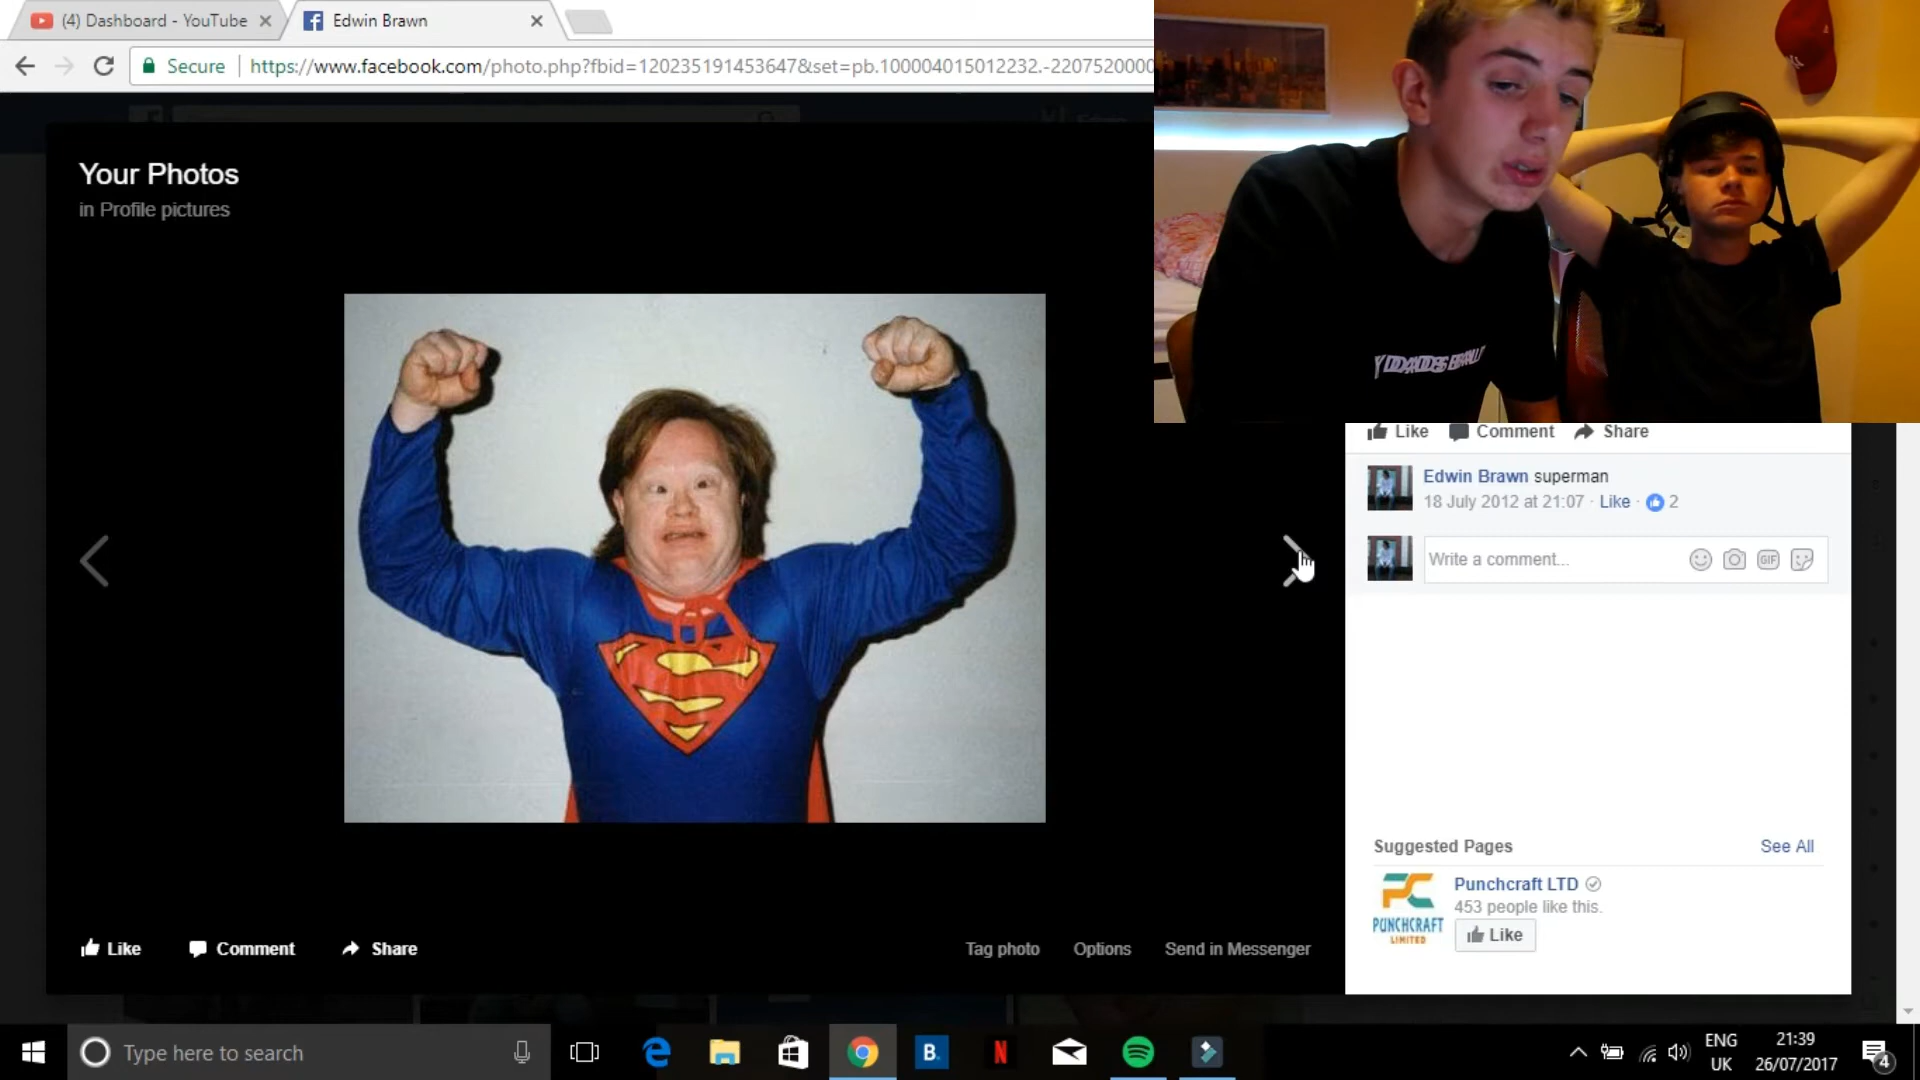 (4) Dashboard - YouTube
Edwin Brawn
Secure
https://www.facebook.com/photo.php?fbid=120235191453647&set=pb.100004015012232.-2207520000
Your Photos
in Profile pictures
Like Comment Share
Edwin Brawn superman
18 July 2012 at 21:07 · Like · 2
Write a comment...
GIF
Suggested Pages See All
Punchcraft LTD
453 people like this.
PUNCHCRAFT
LIMITED
Like
Like Comment Share
Tag photo Options Send in Messenger
Type here to search
B.
N
ENG
UK
21:39
26/07/2017
4